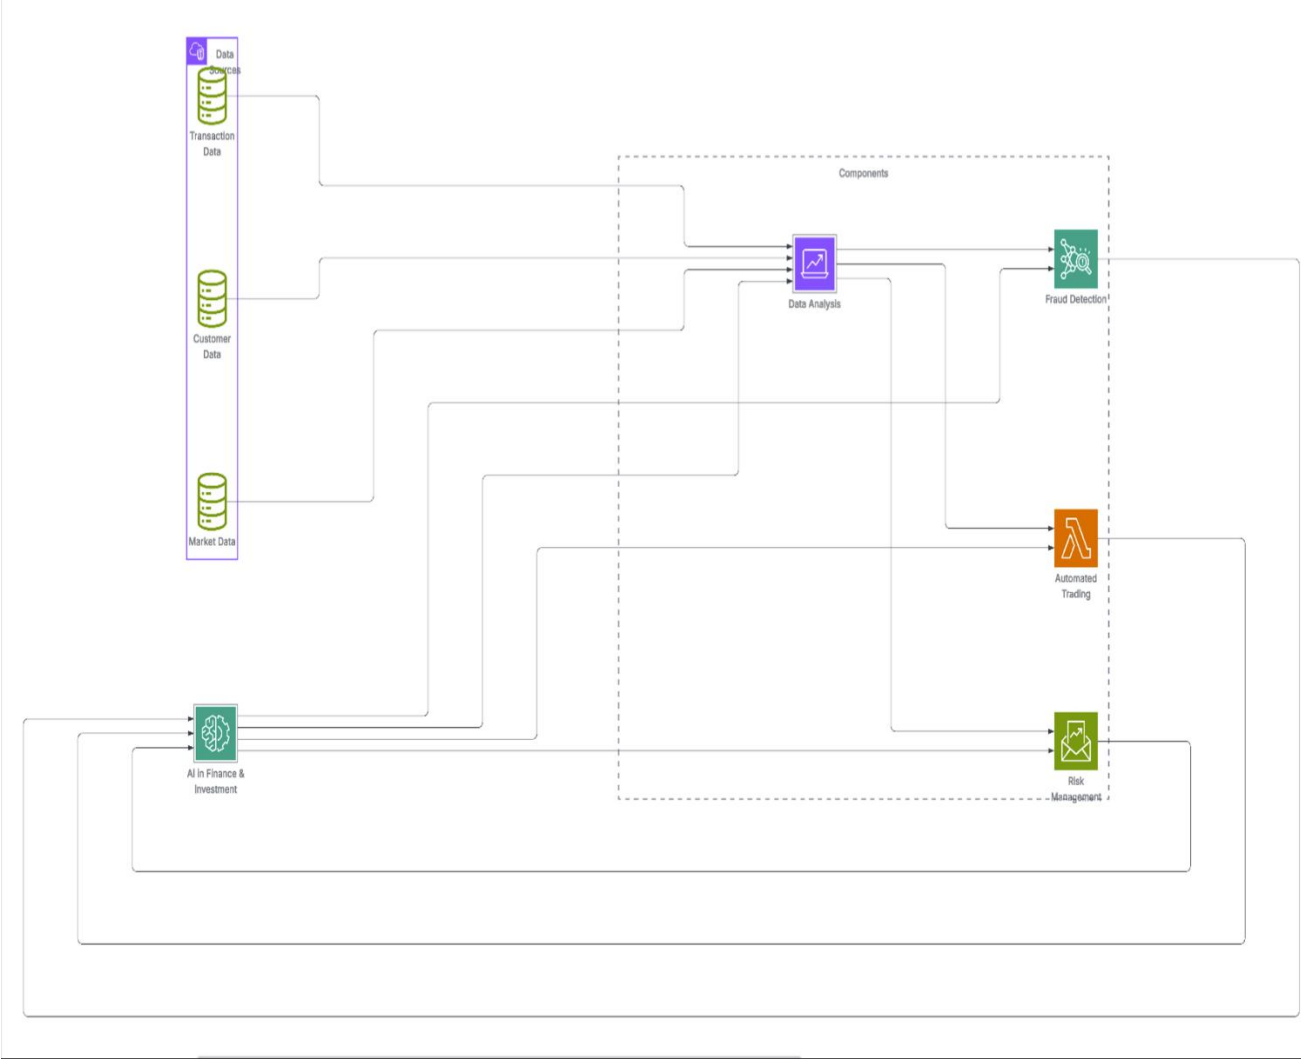 Data
Sources
Transaction
Data
Components
Data Analysis
Fraud Detection
Customer
Data
Market Data
Automated
Trading
AI in Finance &
Investment
Risk
Management